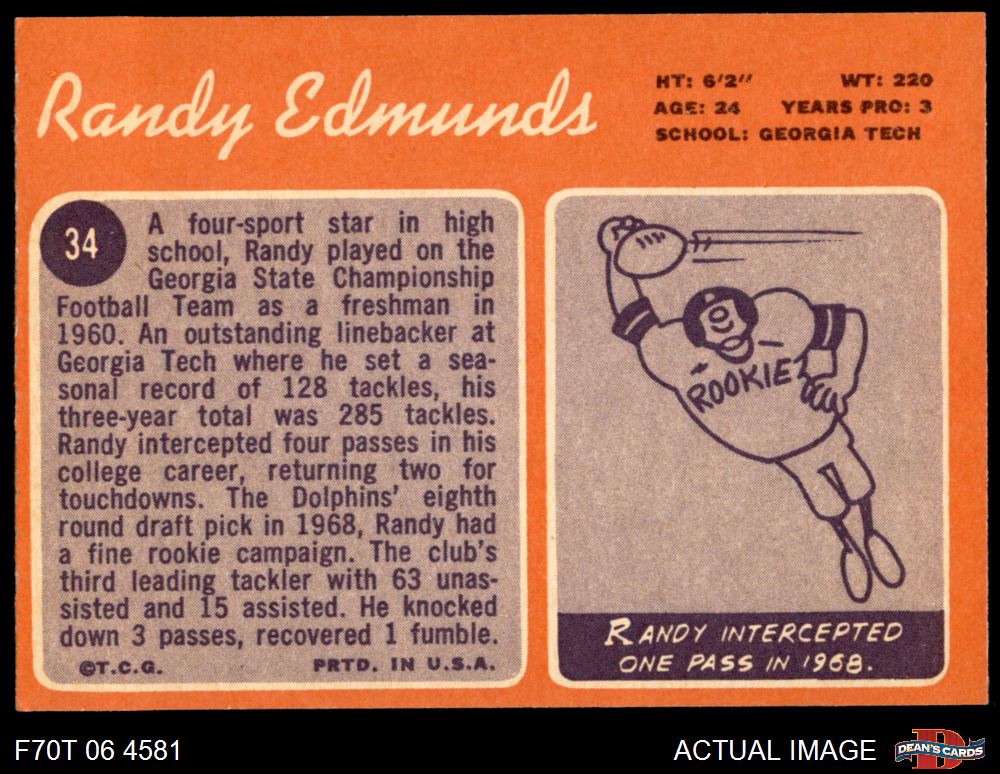 Randy Edmunds
HT: 6'2" WT: 220
AGE: 24 YEARS PRO: 3
SCHOOL: GEORGIA TECH
34
A four-sport star in high
school, Randy played on the
Georgia State Championship
Football Team as a freshman in
1960. An outstanding linebacker at
Georgia Tech where he set a sea-
sonal record of 128 tackles, his
three-year total was 285 tackles.
Randy intercepted four passes in his
college career, returning two for
touchdowns. The Dolphins' eighth
round draft pick in 1968, Randy had
a fine rookie campaign. The club's
third leading tackler with 63 unas-
sisted and 15 assisted. He knocked
down 3 passes, recovered 1 fumble.
©T.C.G. PRTD. IN U.S.A.
ROOKIE
RANDY INTERCEPTED
ONE PASS IN 1968.
F70T 06 4581
ACTUAL IMAGE
D
DEAN'S CARDS